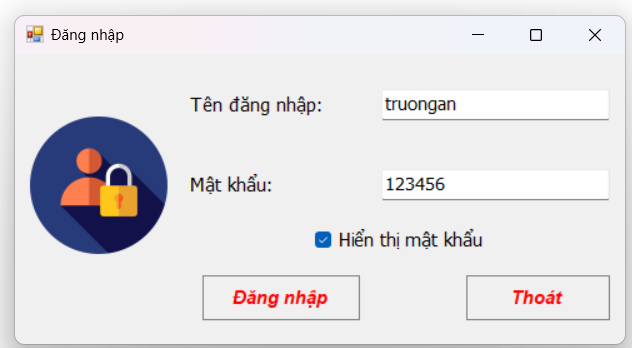 Đăng nhập
Tên đăng nhập: truongan
Mật khẩu: 123456
Hiển thị mật khẩu
Đăng nhập Thoát